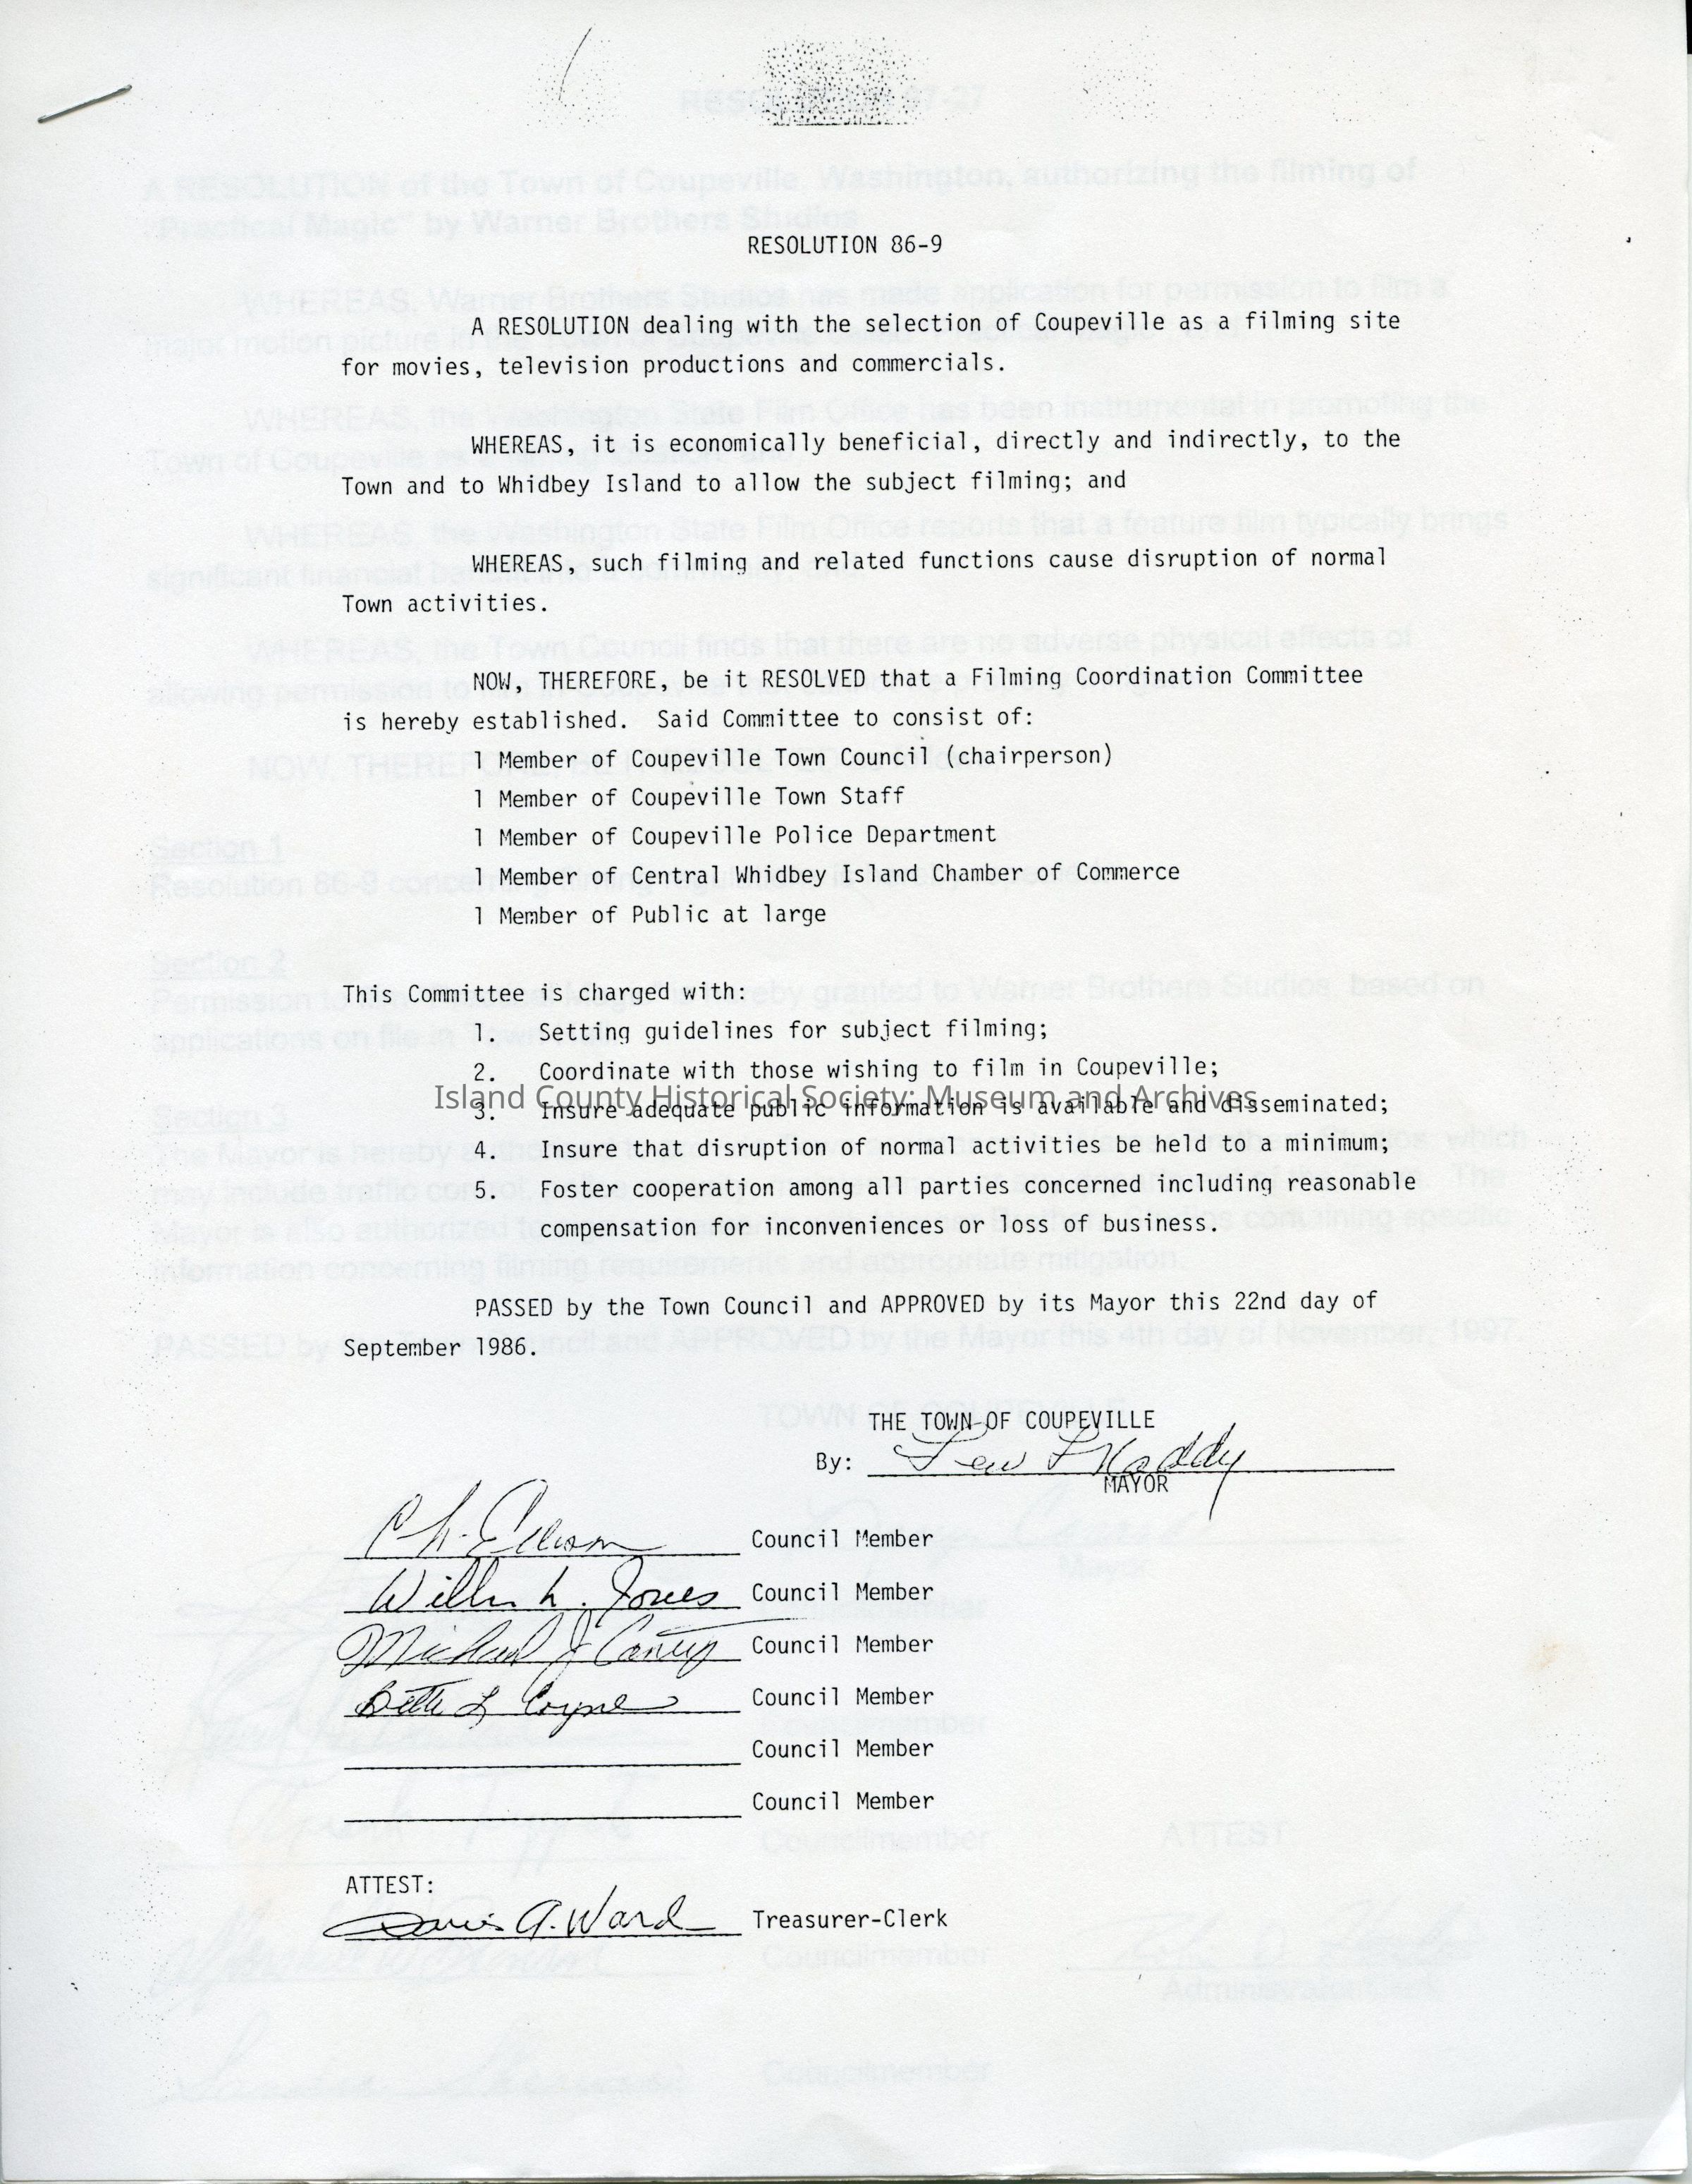 RESOLUTION 86-9
A RESOLUTION dealing with the selection of Coupeville as a filming site
for movies, television productions and commercials.
WHEREAS, it is economically beneficial, directly and indirectly, to the
Town and to Whidbey Island to allow the subject filming; and
WHEREAS, such filming and related functions cause disruption of normal
Town activities.
NOW, THEREFORE, be it RESOLVED that a Filming Coordination Committee
is hereby established. Said Committee to consist of:
1 Member of Coupeville Town Council (chairperson)
1 Member of Coupeville Town Staff
1 Member of Coupeville Police Department
1 Member of Central Whidbey Island Chamber of Commerce
1 Member of Public at large
This Committee is charged with:
1. Setting guidelines for subject filming;
2. Coordinate with those wishing to film in Coupeville;
Island County Historical Society: Museum and Archives
3. Insure adequate public information is available and disseminated;
4. Insure that disruption of normal activities be held to a minimum;
5. Foster cooperation among all parties concerned including reasonable
compensation for inconveniences or loss of business.
PASSED by the Town Council and APPROVED by its Mayor this 22nd day of
September 1986.
THE TOWN OF COUPEVILLE
By: Lew
MAYOR
Council Member
L. Jones Council Member
Michael J Council Member
Bette L Coyne Council Member
Council Member
Council Member
ATTEST:
A. Ward Treasurer-Clerk